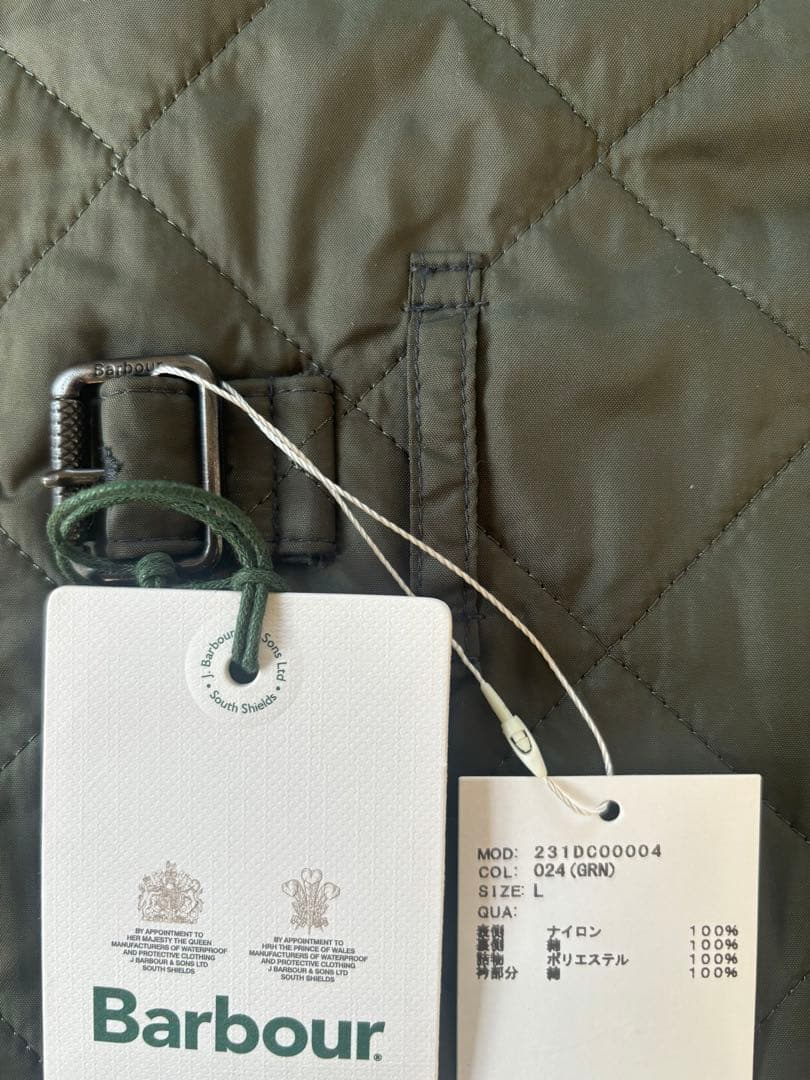 Barbour
J. Barbour & Sons Ltd
• South Shields •
BY APPOINTMENT TO
HER MAJESTY THE QUEEN
MANUFACTURERS OF WATERPROOF
AND PROTECTIVE CLOTHING
J BARBOUR & SONS LTD
SOUTH SHIELDS
BY APPOINTMENT TO
HRH THE PRINCE OF WALES
MANUFACTURERS OF WATERPROOF
AND PROTECTIVE CLOTHING
J BARBOUR & SONS LTD
SOUTH SHIELDS
Barbour®
MOD: 231DC00004
COL: 024(GRN)
SIZE: L
QUA:
表側 ナイロン 100%
裏側 綿 100%
詰物 ポリエステル 100%
衿部分 綿 100%